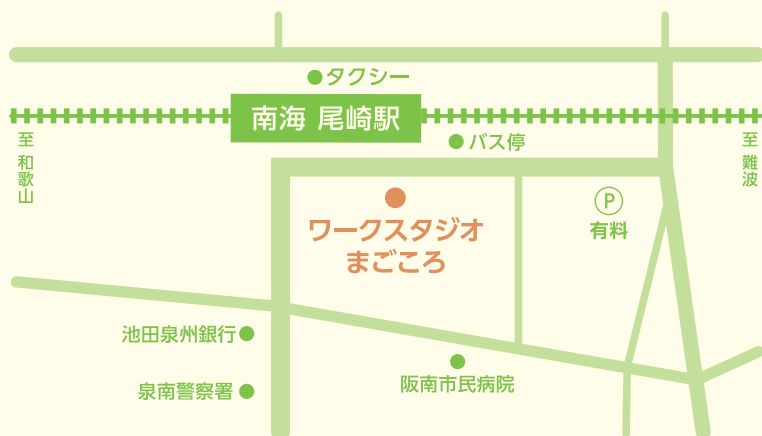 タクシー
南海 尾崎駅
バス停
至 和歌山
至 難波
ワークスタジオ
まごころ
P
有料
池田泉州銀行
阪南市民病院
泉南警察署